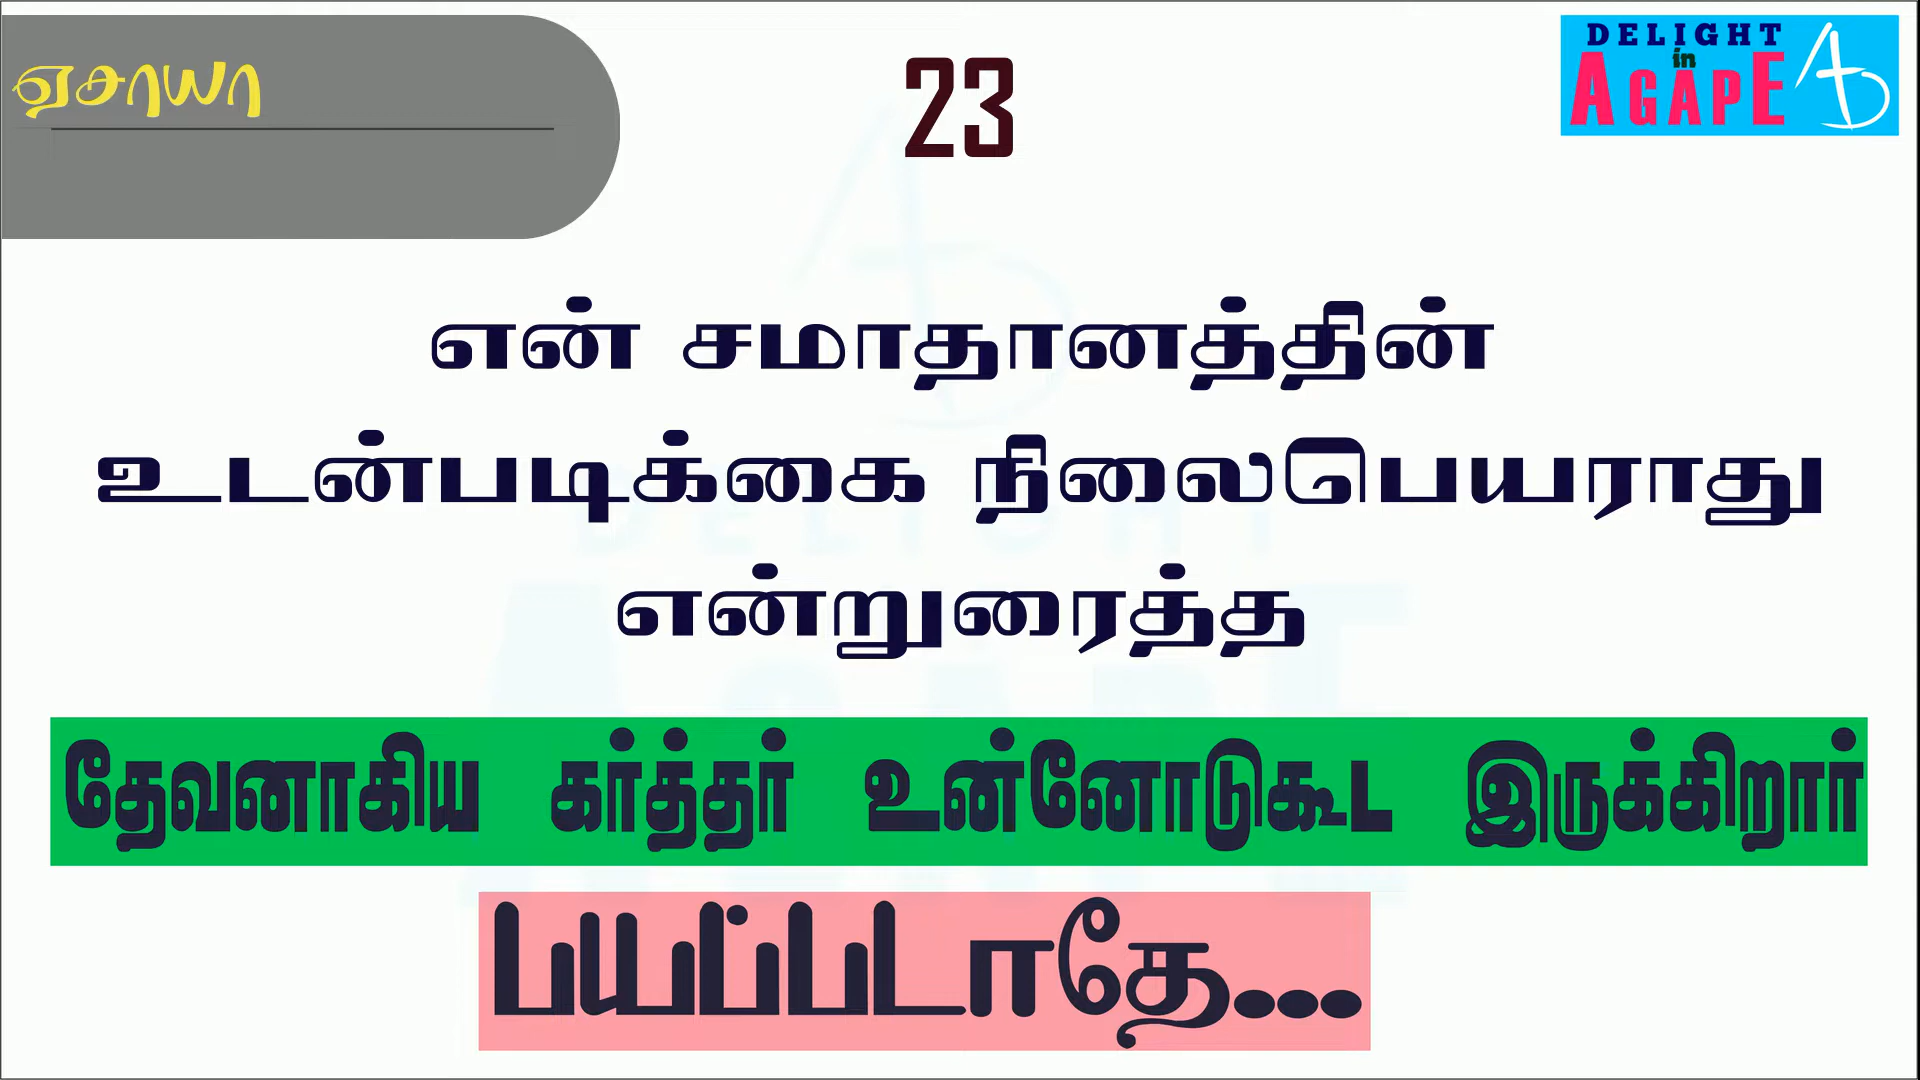 ஏசாயா
23
DELIGHT
in
AGAPE
என் சமாதானத்தின்
உடன்படிக்கை நிலைபெயராது
என்றுரைத்த
தேவனாகிய கர்த்தர் உன்னோடுகூட இருக்கிறார்
பயப்படாதே...